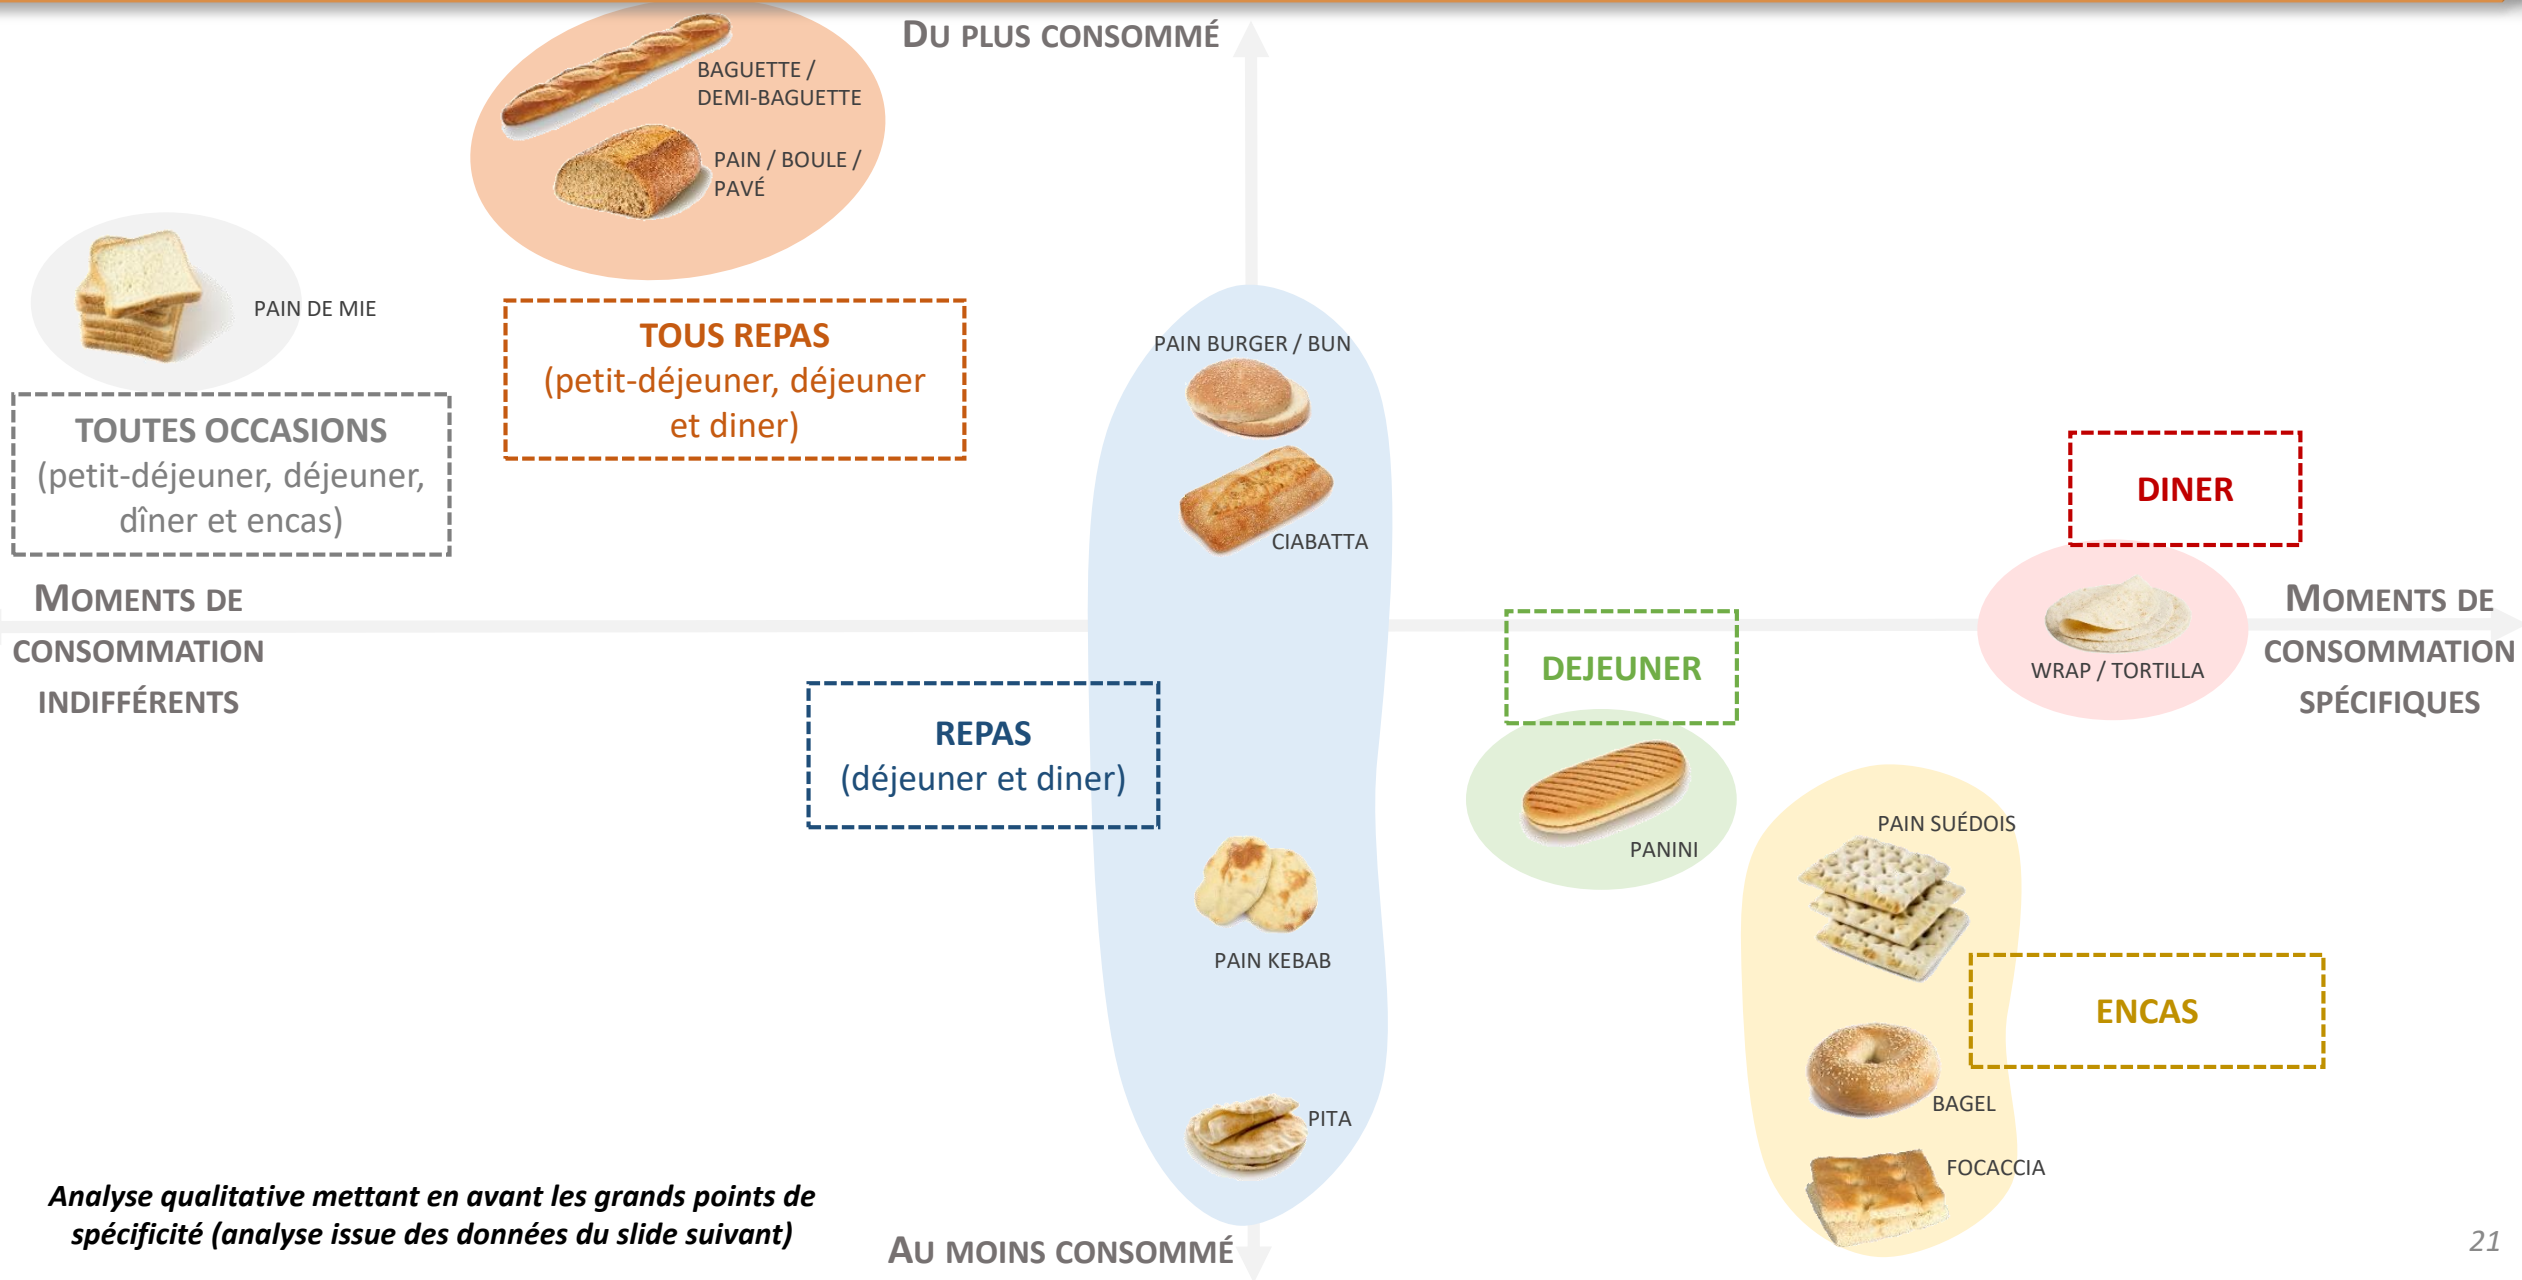 DU PLUS CONSOMMÉ
BAGUETTE /
DEMI-BAGUETTE
PAIN / BOULE /
PAVÉ
PAIN DE MIE
TOUS REPAS
(petit-déjeuner, déjeuner
et diner)
TOUTES OCCASIONS
(petit-déjeuner, déjeuner,
dîner et encas)
PAIN BURGER / BUN
CIABATTA
DINER
MOMENTS DE
CONSOMMATION
INDIFFÉRENTS
MOMENTS DE
CONSOMMATION
SPÉCIFIQUES
WRAP / TORTILLA
DEJEUNER
REPAS
(déjeuner et diner)
PANINI
PAIN SUÉDOIS
PAIN KEBAB
ENCAS
BAGEL
PITA
FOCACCIA
Analyse qualitative mettant en avant les grands points de
spécificité (analyse issue des données du slide suivant)
AU MOINS CONSOMMÉ
21